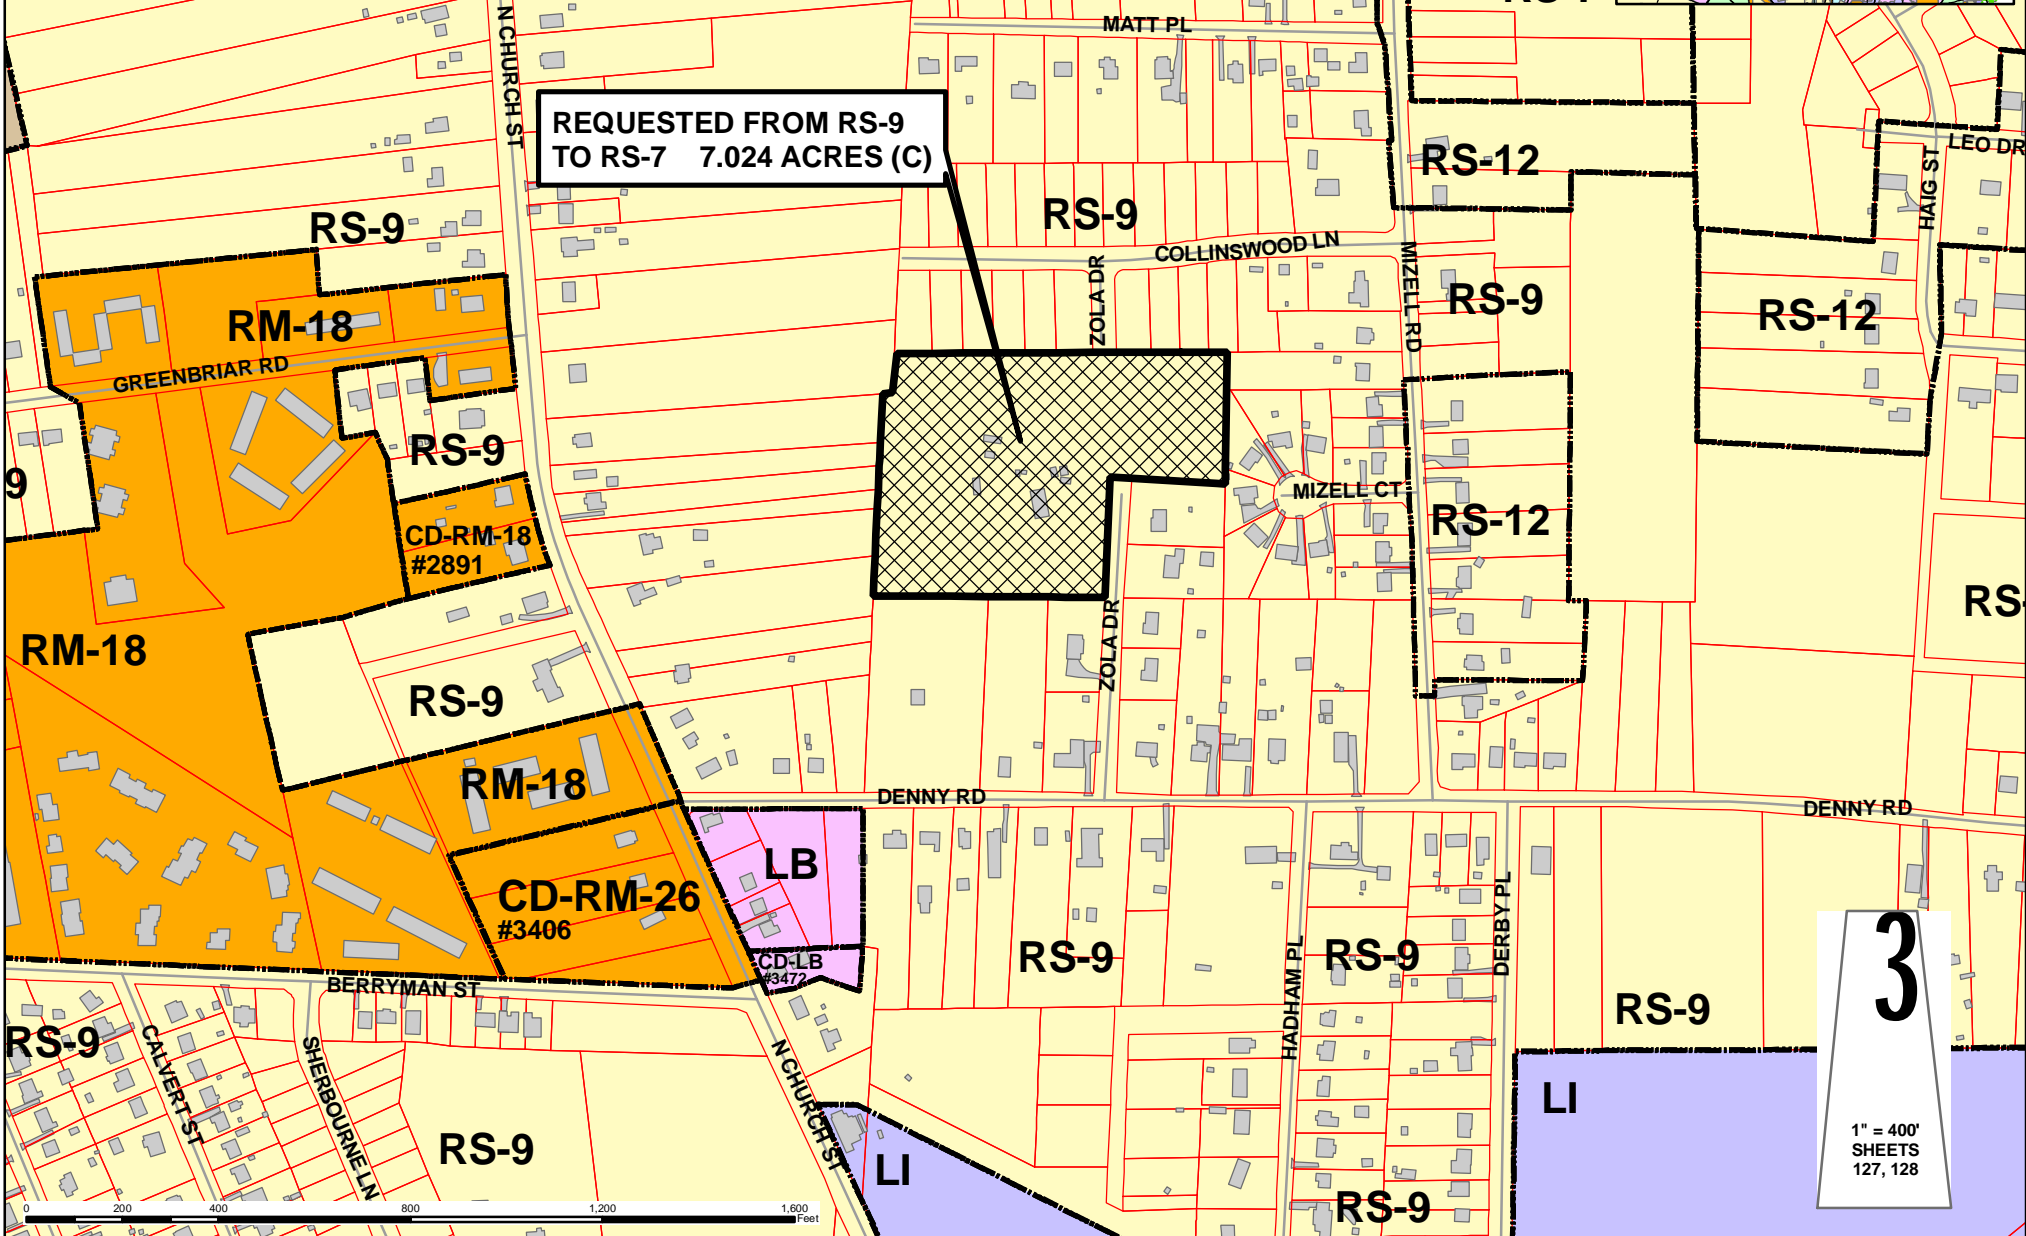 MATT PL
N CHURCH ST
REQUESTED FROM RS-9
TO RS-7 7.024 ACRES (C)
RS-12
LEO DR
HAIG ST
RS-9
RS-9
COLLINSWOOD LN
ZOLA DR
MIZELL RD
RS-9
RS-12
RM-18
GREENBRIAR RD
RS-9
9
MIZELL CT
RS-12
CD-RM-18
#2891
RS-
RM-18
ZOLA DR
RS-9
RM-18
DENNY RD
DENNY RD
LB
CD-RM-26
#3406
DERBY PL
HADHAM PL
RS-9
RS-9
CD-LB
#3472
BERRYMAN ST
RS-9
3
RS-9
CALVERT ST
SHERBOURNE LN
N CHURCH ST
LI
1" = 400'
SHEETS
127, 128
RS-9
LI
RS-9
0 200 400 800 1,200 1,600
Feet